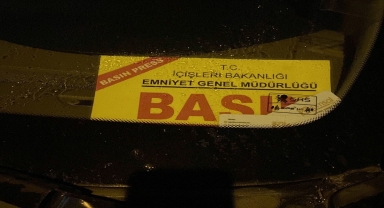 BASIN PRESS
T.C.
İÇİŞLERİ BAKANLIĞI
EMNİYET GENEL MÜDÜRLÜĞÜ
BASI